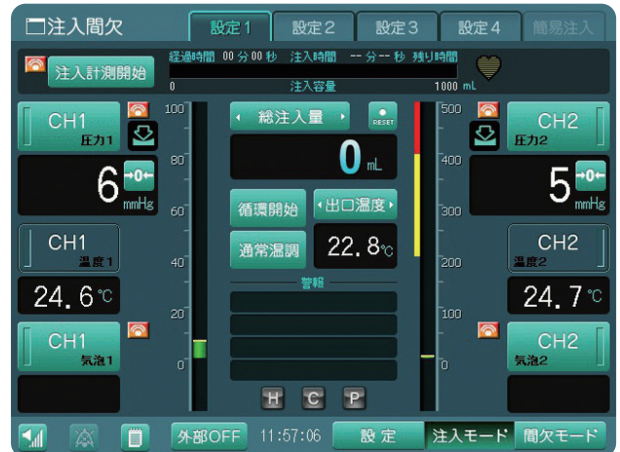 注入間欠 設定1 設定2 設定3 設定4 簡易注入
注入計測開始
経過時間 00分00秒 注入時間 --分--秒 残り時間
0 注入容量 1000 mL
CH1
圧力1
6
→0←
mmHg
CH1
温度1
24.6℃
CH1
気泡1
100
80
60
40
20
0
総注入量
RESET
0 mL
循環開始 出口温度
通常温調 22.8℃
警報
H C P
500
400
300
200
100
0
CH2
圧力2
5
→0←
mmHg
CH2
温度2
24.7℃
CH2
気泡2
外部OFF 11:57:06 設定 注入モード 間欠モード